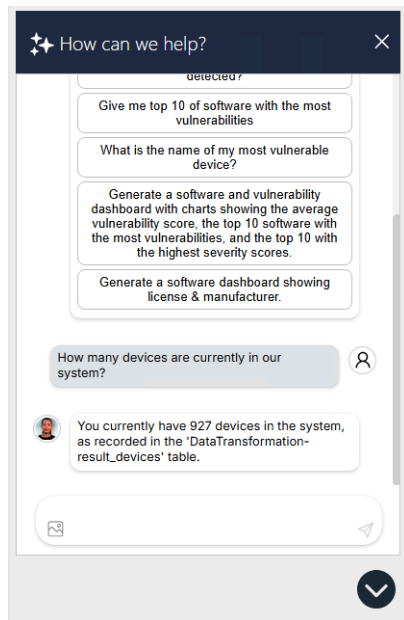 How can we help?
detected?
Give me top 10 of software with the most
vulnerabilities
What is the name of my most vulnerable
device?
Generate a software and vulnerability
dashboard with charts showing the average
vulnerability score, the top 10 software with
the most vulnerabilities, and the top 10 with
the highest severity scores.
Generate a software dashboard showing
license & manufacturer.
How many devices are currently in our
system?
You currently have 927 devices in the system,
as recorded in the 'DataTransformation-
result_devices' table.